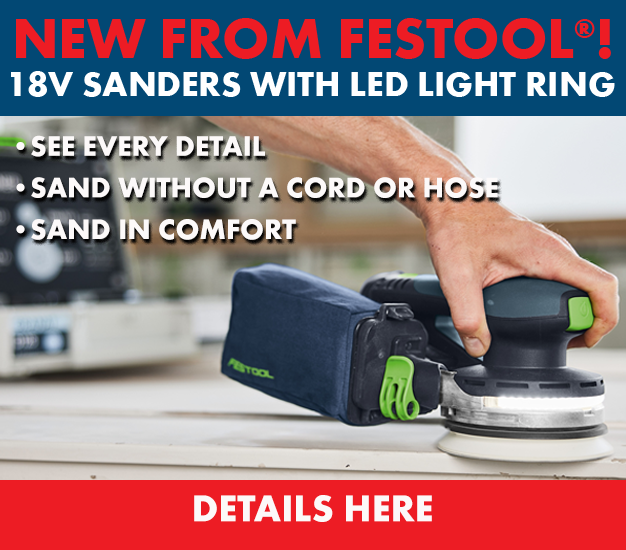 NEW FROM FESTOOL®!
18V SANDERS WITH LED LIGHT RING
• SEE EVERY DETAIL
• SAND WITHOUT A CORD OR HOSE
• SAND IN COMFORT
FESTOOL
DETAILS HERE